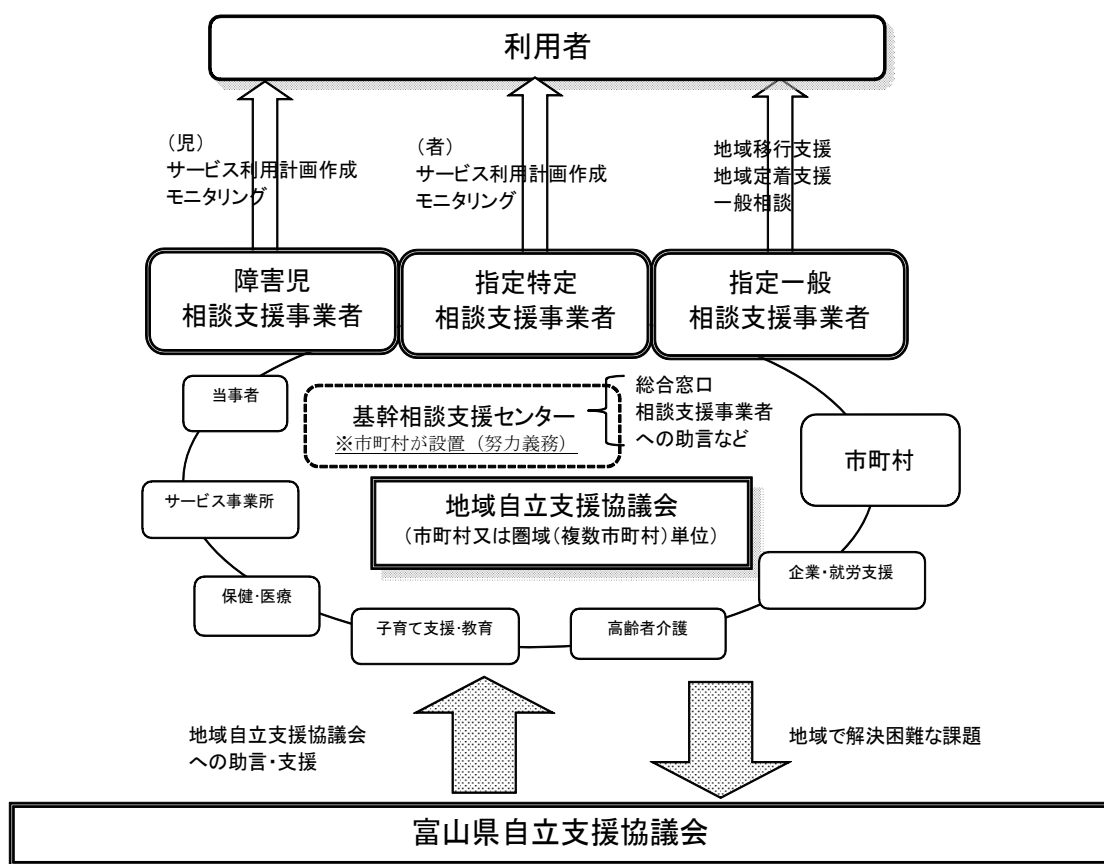 利用者
（児）
サービス利用計画作成
モニタリング
（者）
サービス利用計画作成
モニタリング
地域移行支援
地域定着支援
一般相談
障害児
相談支援事業者
指定特定
相談支援事業者
指定一般
相談支援事業者
当事者
基幹相談支援センター
※市町村が設置（努力義務）
総合窓口
相談支援事業者
への助言など
市町村
サービス事業所
地域自立支援協議会
（市町村又は圏域（複数市町村）単位）
企業・就労支援
保健・医療
子育て支援・教育
高齢者介護
地域自立支援協議会
への助言・支援
地域で解決困難な課題
富山県自立支援協議会